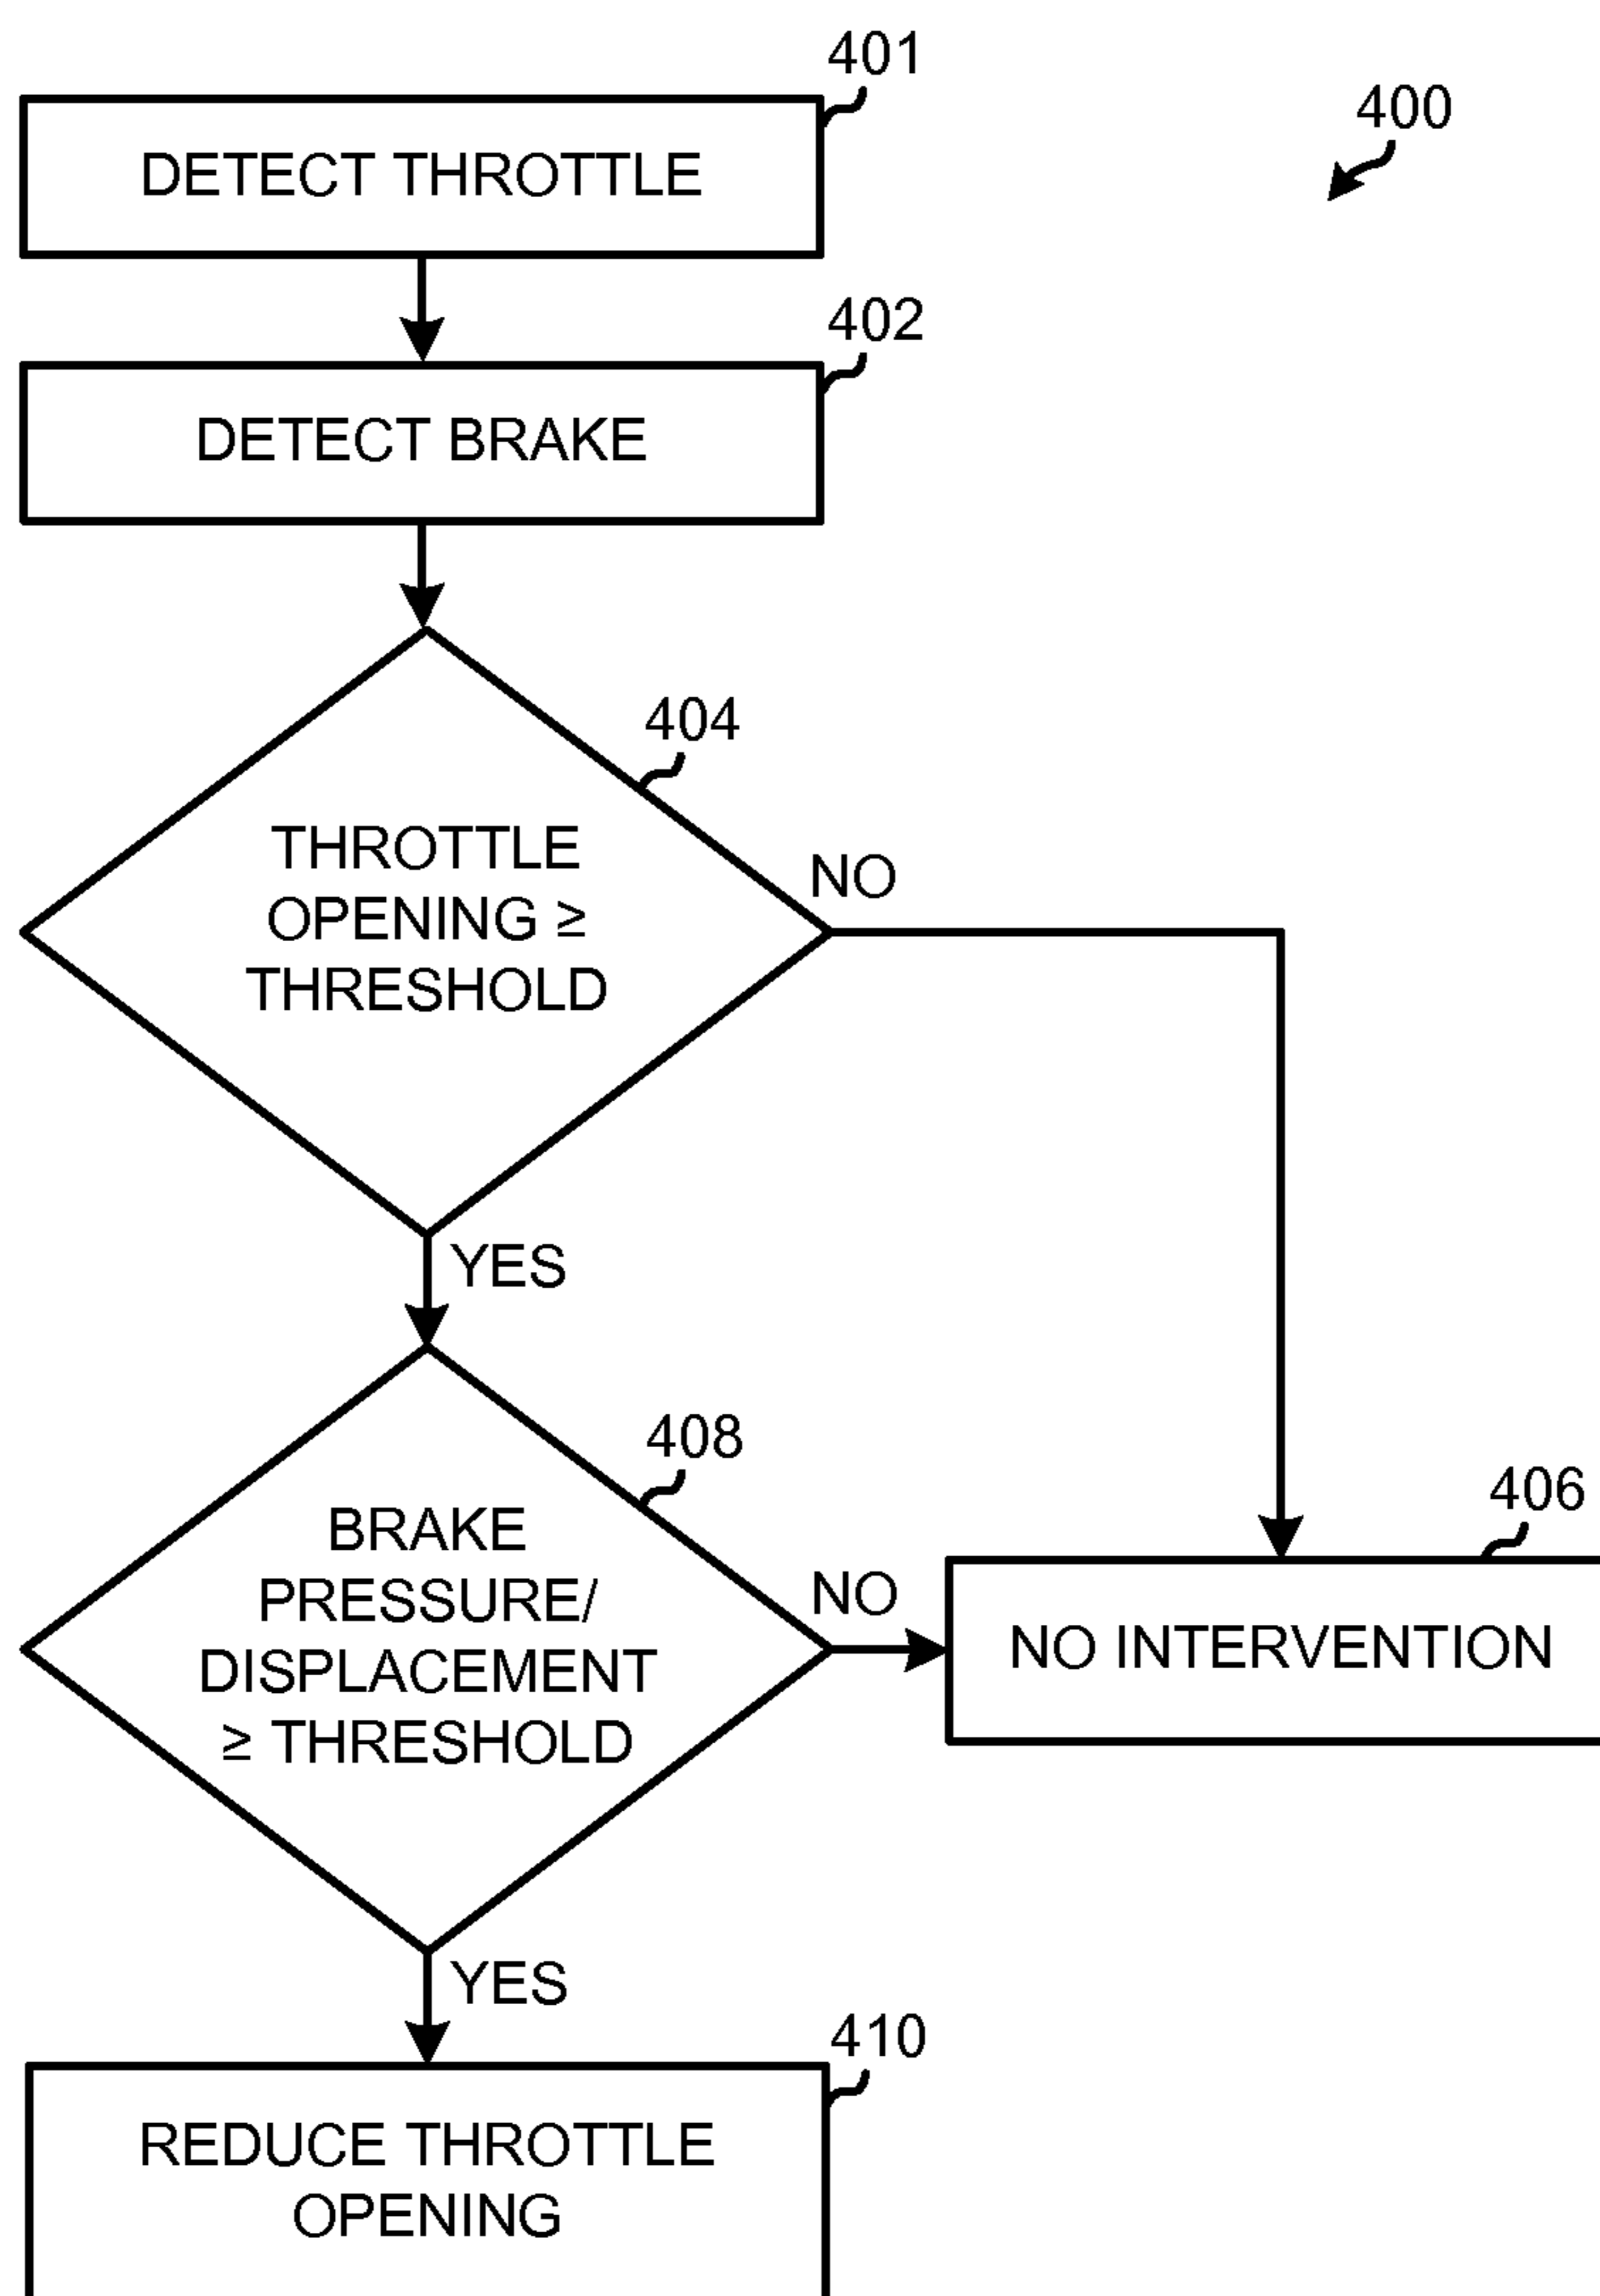 401
400
DETECT THROTTLE
402
DETECT BRAKE
404
THROTTLE
OPENING ≥
THRESHOLD
NO
YES
408
BRAKE
PRESSURE/
DISPLACEMENT
≥ THRESHOLD
NO
406
NO INTERVENTION
YES
410
REDUCE THROTTLE
OPENING